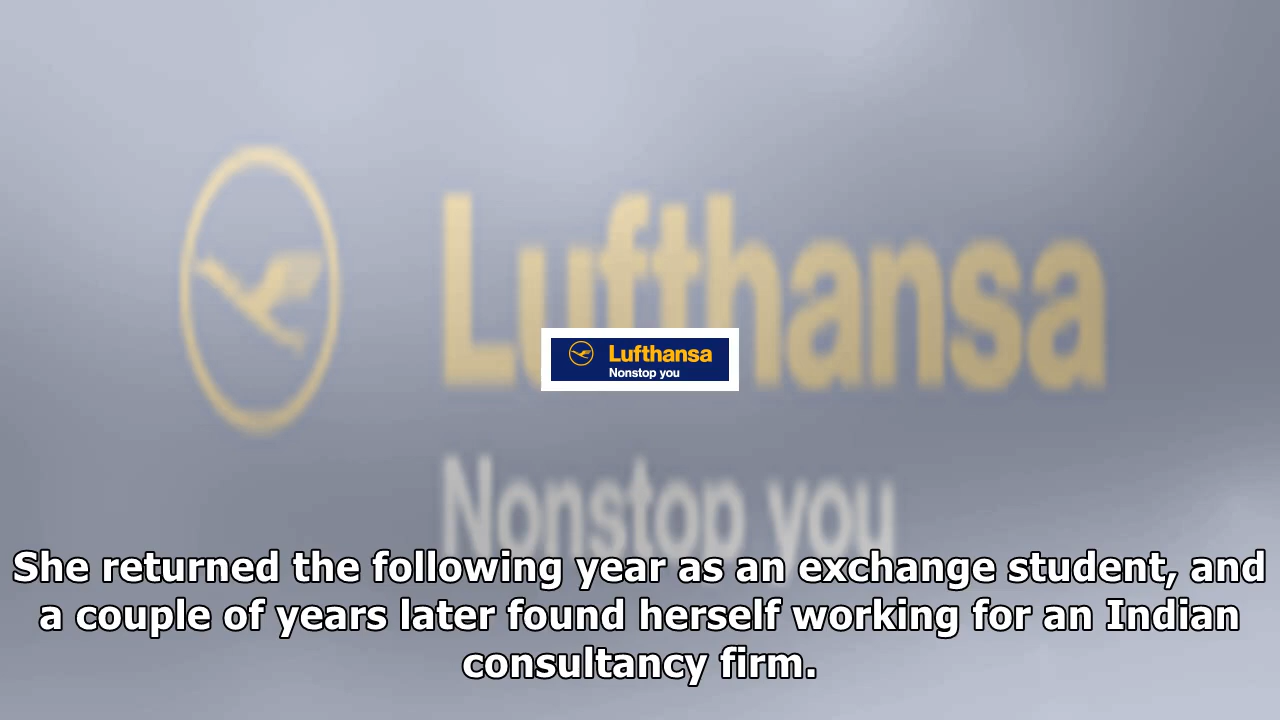 Lufthansa
Lufthansa
Nonstop you
Nonstop you
She returned the following year as an exchange student, and
a couple of years later found herself working for an Indian
consultancy firm.